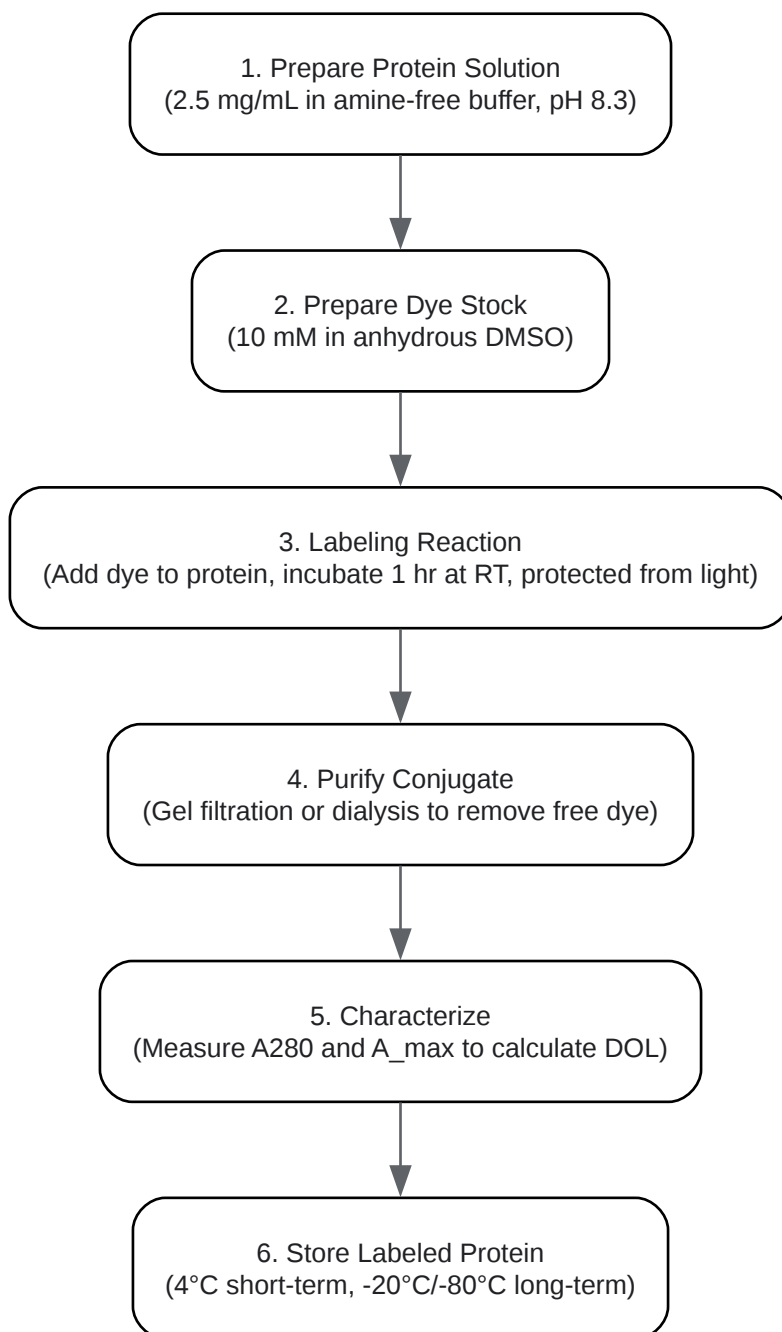 1. Prepare Protein Solution
(2.5 mg/mL in amine-free buffer, pH 8.3)
2. Prepare Dye Stock
(10 mM in anhydrous DMSO)
3. Labeling Reaction
(Add dye to protein, incubate 1 hr at RT, protected from light)
4. Purify Conjugate
(Gel filtration or dialysis to remove free dye)
5. Characterize
(Measure A280 and A_max to calculate DOL)
6. Store Labeled Protein
(4°C short-term, -20°C/-80°C long-term)